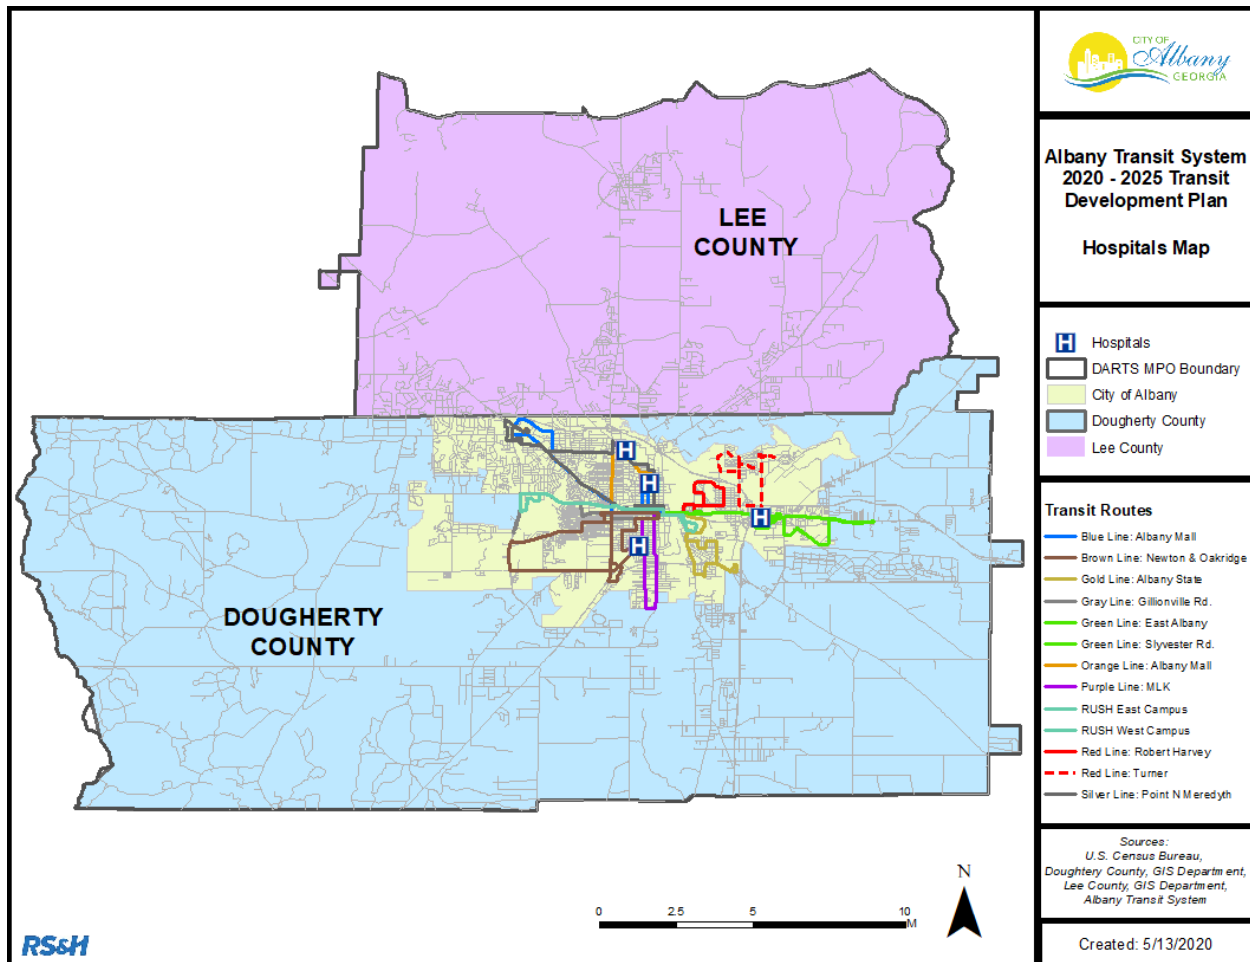 CITY OF
Albany
GEORGIA
Albany Transit System
2020 - 2025 Transit
Development Plan
Hospitals Map
H Hospitals
DARTS MPO Boundary
City of Albany
Dougherty County
Lee County
Transit Routes
Blue Line: Albany Mall
Brown Line: Newton & Oakridge
Gold Line: Albany State
Gray Line: Gillionville Rd.
Green Line: East Albany
Green Line: Slyvester Rd.
Orange Line: Albany Mall
Purple Line: MLK
RUSH East Campus
RUSH West Campus
Red Line: Robert Harvey
Red Line: Turner
Silver Line: Point N Meredyth
Sources:
U.S. Census Bureau,
Doughtery County, GIS Department,
Lee County, GIS Department,
Albany Transit System
Created: 5/13/2020
LEE
COUNTY
H
H
H
H
DOUGHERTY
COUNTY
N
0 2.5 5 10
M
RS&H